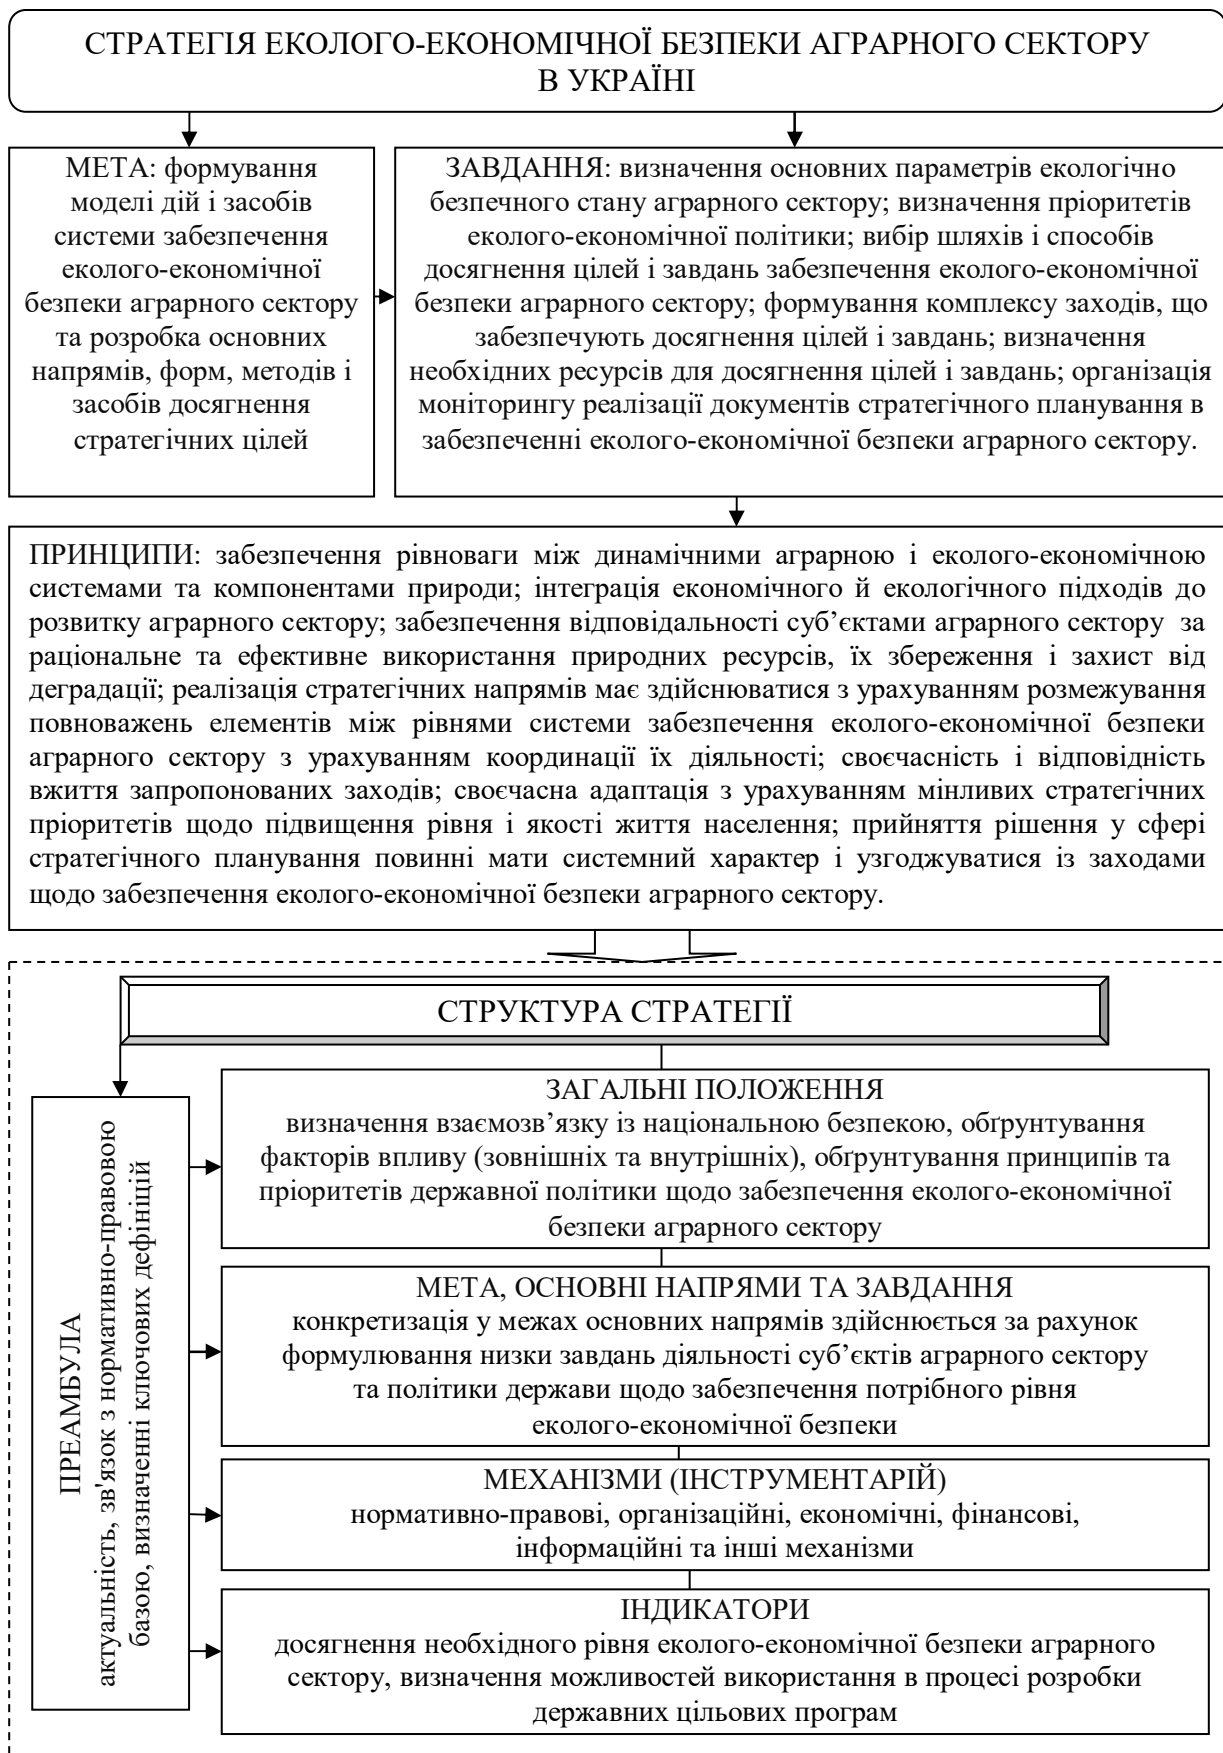 СТРАТЕГІЯ ЕКОЛОГО-ЕКОНОМІЧНОЇ БЕЗПЕКИ АГРАРНОГО СЕКТОРУ
В УКРАЇНІ
МЕТА: формування
моделі дій і засобів
системи забезпечення
еколого-економічної
безпеки аграрного сектору
та розробка основних
напрямів, форм, методів і
засобів досягнення
стратегічних цілей
ЗАВДАННЯ: визначення основних параметрів екологічно
безпечного стану аграрного сектору; визначення пріоритетів
еколого-економічної політики; вибір шляхів і способів
досягнення цілей і завдань забезпечення еколого-економічної
безпеки аграрного сектору; формування комплексу заходів, що
забезпечують досягнення цілей і завдань; визначення
необхідних ресурсів для досягнення цілей і завдань; організація
моніторингу реалізації документів стратегічного планування в
забезпеченні еколого-економічної безпеки аграрного сектору.
ПРИНЦИПИ: забезпечення рівноваги між динамічними аграрною і еколого-економічною
системами та компонентами природи; інтеграція економічного й екологічного підходів до
розвитку аграрного сектору; забезпечення відповідальності суб’єктами аграрного сектору за
раціональне та ефективне використання природних ресурсів, їх збереження і захист від
деградації; реалізація стратегічних напрямів має здійснюватися з урахуванням розмежування
повноважень елементів між рівнями системи забезпечення еколого-економічної безпеки
аграрного сектору з урахуванням координації їх діяльності; своєчасність і відповідність
вжиття запропонованих заходів; своєчасна адаптація з урахуванням мінливих стратегічних
пріоритетів щодо підвищення рівня і якості життя населення; прийняття рішення у сфері
стратегічного планування повинні мати системний характер і узгоджуватися із заходами
щодо забезпечення еколого-економічної безпеки аграрного сектору.
СТРУКТУРА СТРАТЕГІЇ
ПРЕАМБУЛА
актуальність, зв'язок з нормативно-правовою
базою, визначенні ключових дефініцій
ЗАГАЛЬНІ ПОЛОЖЕННЯ
визначення взаємозв’язку із національною безпекою, обґрунтування
факторів впливу (зовнішніх та внутрішніх), обґрунтування принципів та
пріоритетів державної політики щодо забезпечення еколого-економічної
безпеки аграрного сектору
МЕТА, ОСНОВНІ НАПРЯМИ ТА ЗАВДАННЯ
конкретизація у межах основних напрямів здійснюється за рахунок
формулювання низки завдань діяльності суб’єктів аграрного сектору
та політики держави щодо забезпечення потрібного рівня
еколого-економічної безпеки
МЕХАНІЗМИ (ІНСТРУМЕНТАРІЙ)
нормативно-правові, організаційні, економічні, фінансові,
інформаційні та інші механізми
ІНДИКАТОРИ
досягнення необхідного рівня еколого-економічної безпеки аграрного
сектору, визначення можливостей використання в процесі розробки
державних цільових програм